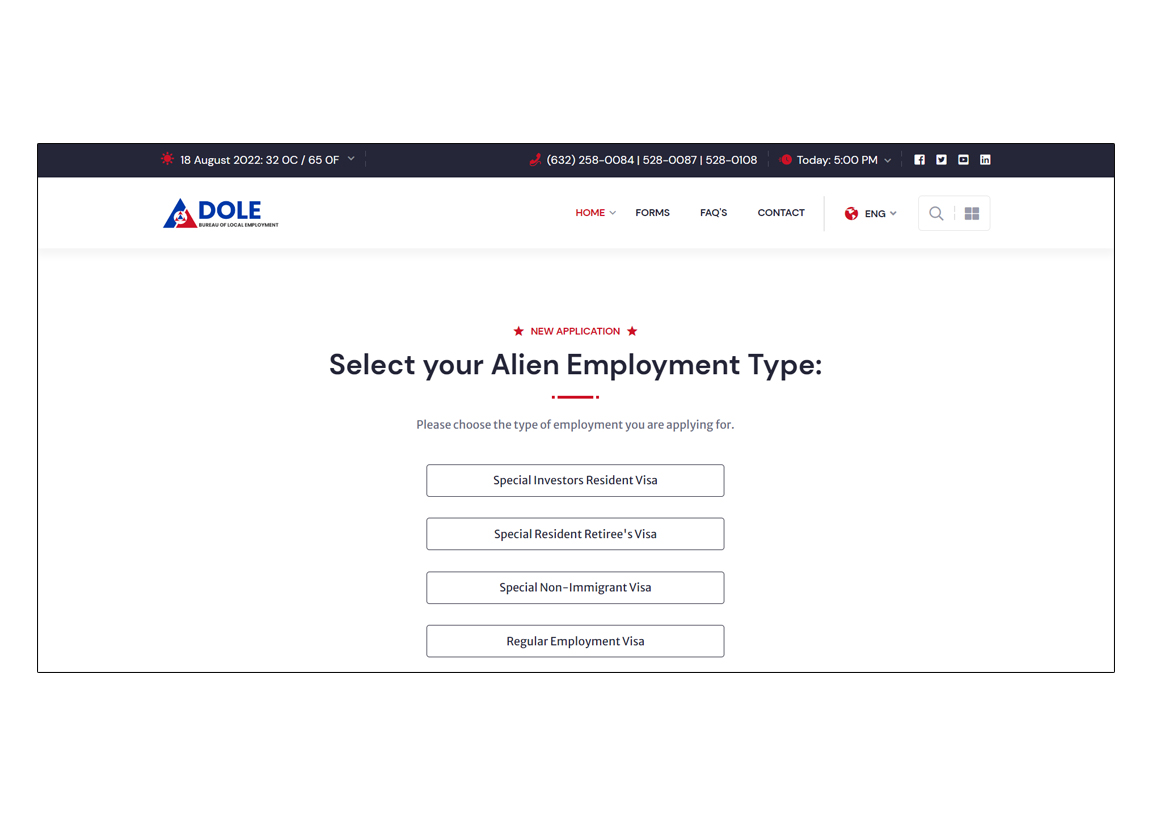 18 August 2022: 32 0C / 65 0F
(632) 258-0084 | 528-0087 | 528-0108
Today: 5:00 PM
DOLE
BUREAU OF LOCAL EMPLOYMENT
HOME
FORMS
FAQ'S
CONTACT
ENG
NEW APPLICATION
Select your Alien Employment Type:
Please choose the type of employment you are applying for.
Special Investors Resident Visa
Special Resident Retiree's Visa
Special Non-Immigrant Visa
Regular Employment Visa